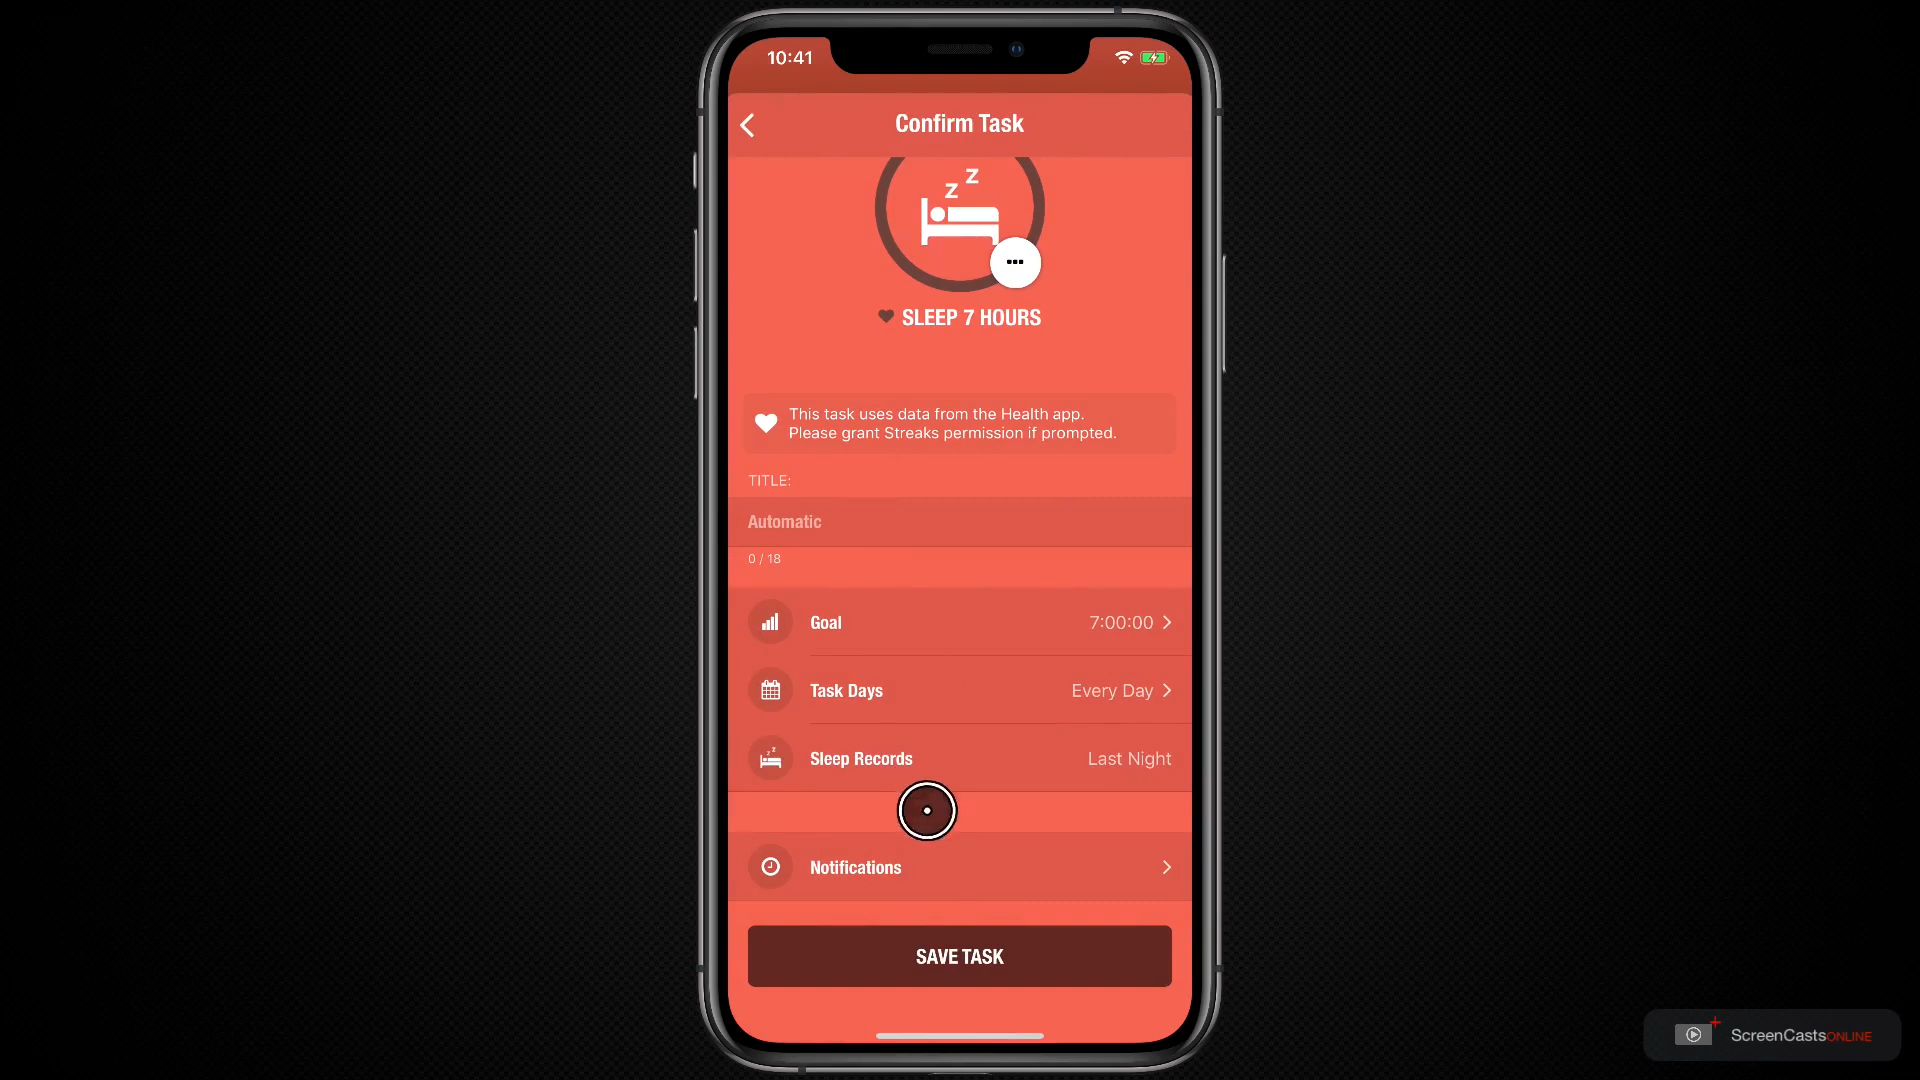 10:41
Confirm Task
z z
SLEEP 7 HOURS
This task uses data from the Health app.
Please grant Streaks permission if prompted.
TITLE:
Automatic
0 / 18
Goal 7:00:00
Task Days Every Day
Sleep Records Last Night
Notifications
SAVE TASK
ScreenCastsONLINE